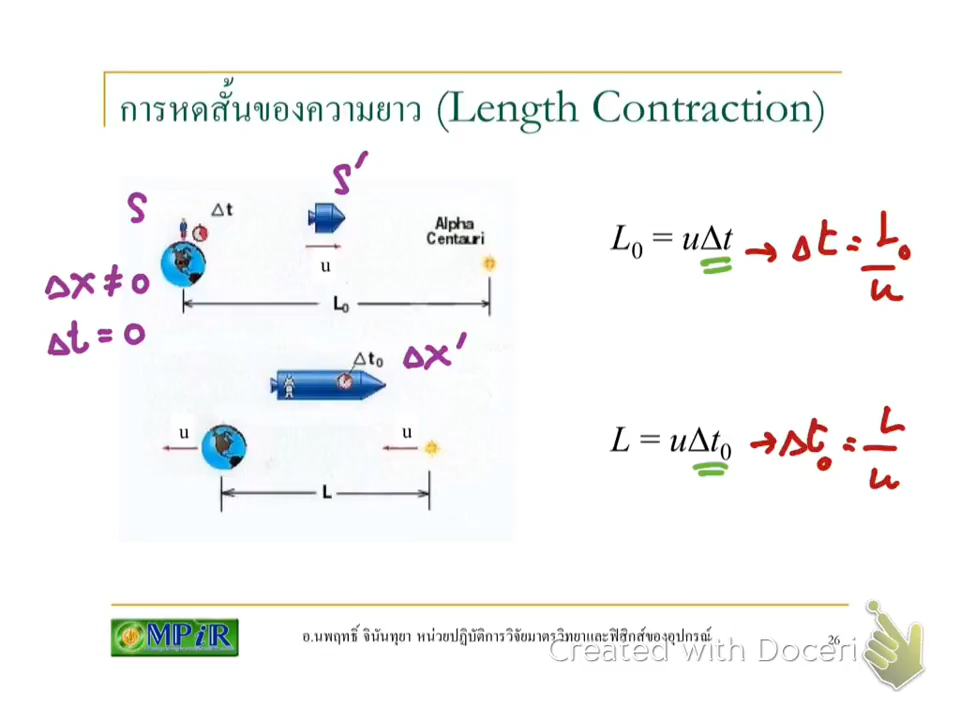 การหดสั้นของความยาว (Length Contraction)
S
Δt
S′
u
Alpha
Centauri
Δx ≠ 0
L₀
Δt = 0
Δt₀
Δx′
u
u
L
L₀ = uΔt → Δt = L₀/u
L = uΔt₀ → Δt₀ = L/u
MPiR
อ.นพฤทธิ์ จินันทุยา หน่วยปฏิบัติการวิจัยมาตรวิทยาและฟิสิกส์ของอุปกรณ์
26
Created with Doceri